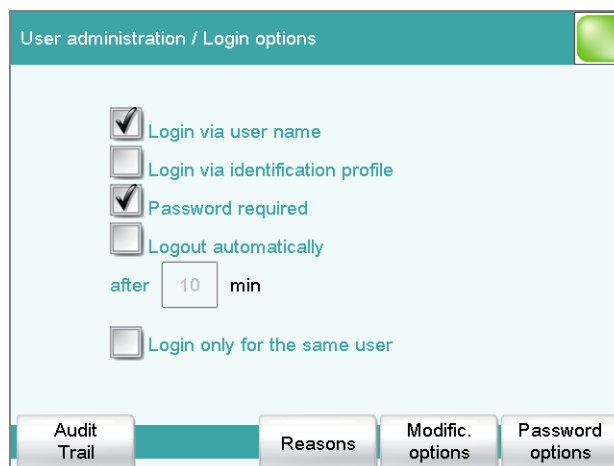 User administration / Login options
Login via user name
Login via identification profile
Password required
Logout automatically
after 10 min
Login only for the same user
Audit
Trail
Reasons
Modific.
options
Password
options